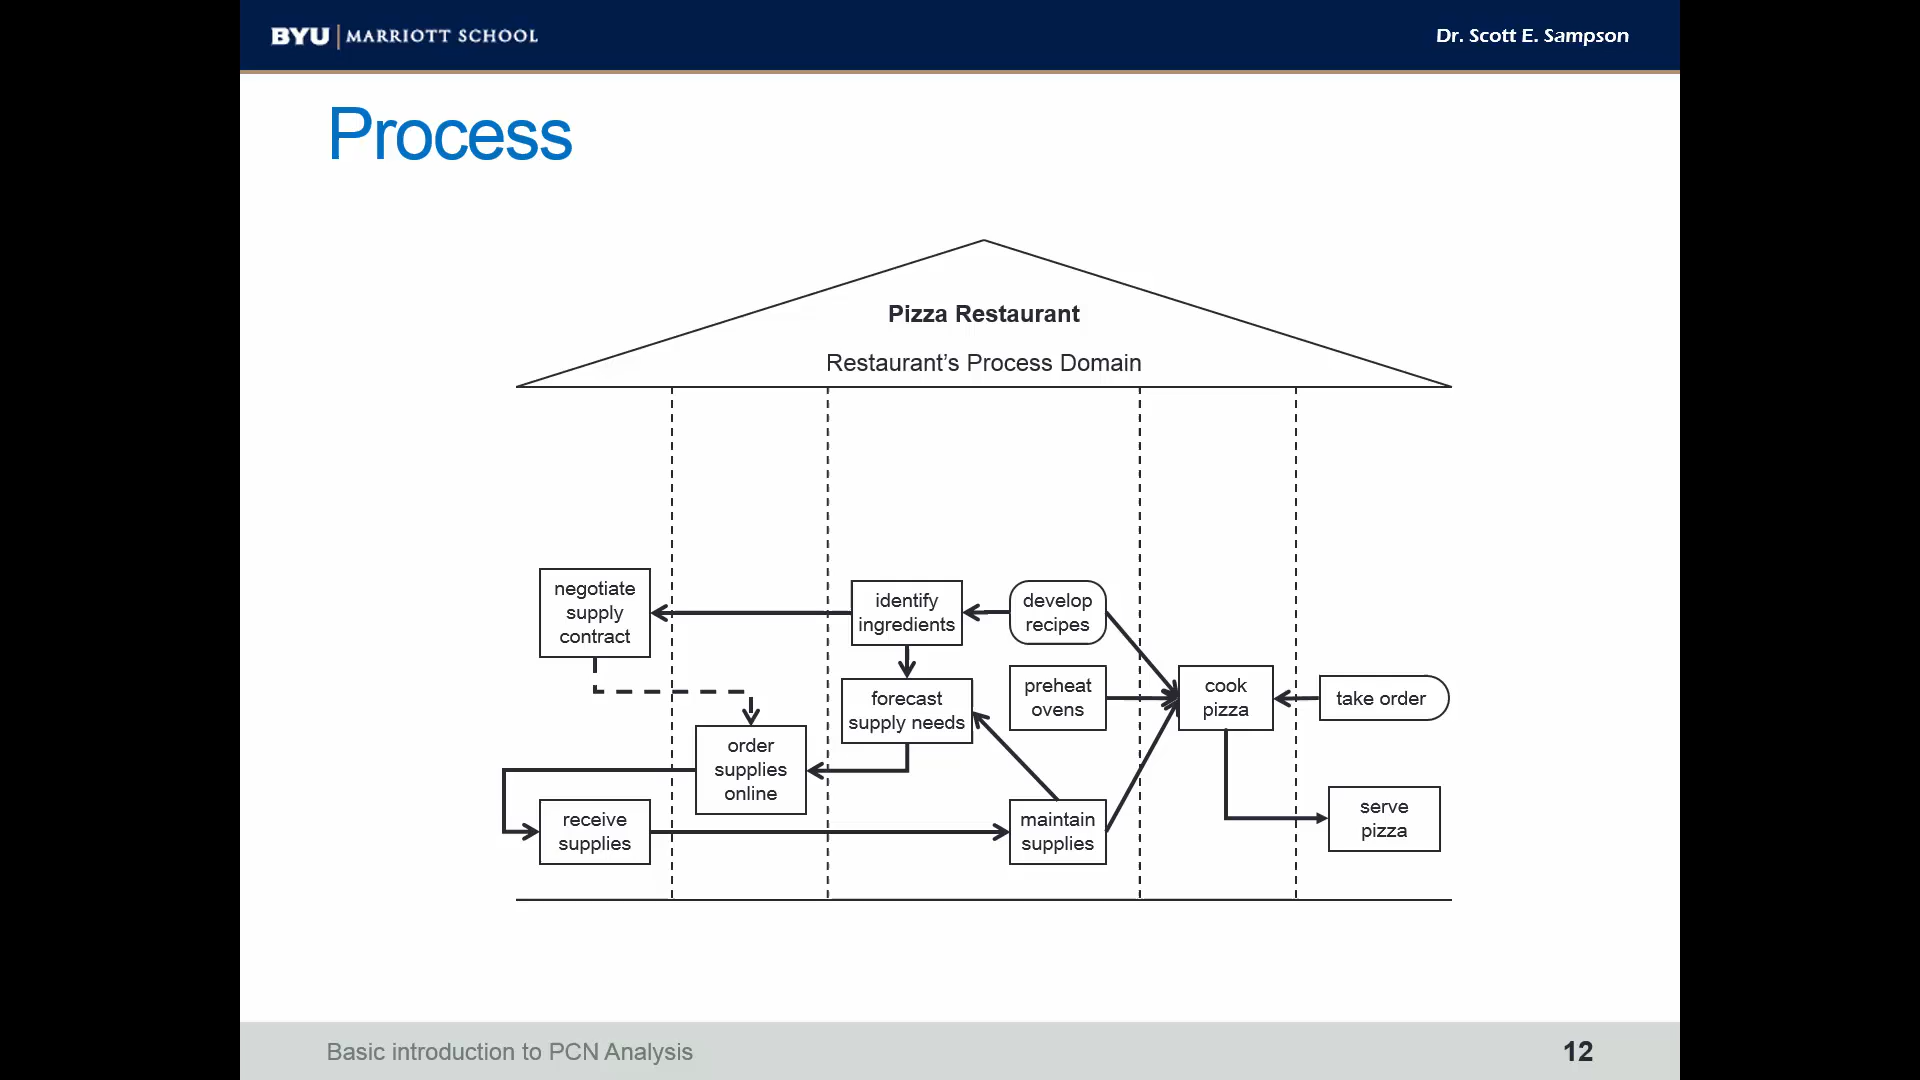 BYU MARRIOTT SCHOOL
Dr. Scott E. Sampson
Process
Pizza Restaurant
Restaurant’s Process Domain
negotiate
supply
contract
identify
ingredients
develop
recipes
forecast
supply needs
preheat
ovens
cook
pizza
take order
order
supplies
online
receive
supplies
maintain
supplies
serve
pizza
Basic introduction to PCN Analysis
12